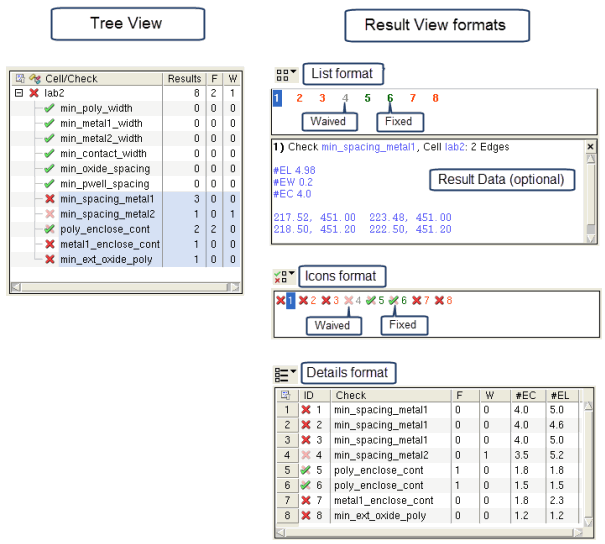 Tree View
Cell/Check Results F W
lab2 8 2 1
min_poly_width 0 0 0
min_metal1_width 0 0 0
min_metal2_width 0 0 0
min_contact_width 0 0 0
min_oxide_spacing 0 0 0
min_pwell_spacing 0 0 0
min_spacing_metal1 3 0 0
min_spacing_metal2 1 0 1
poly_enclose_cont 2 2 0
metal1_enclose_cont 1 0 0
min_ext_oxide_poly 1 0 0
Result View formats
List format
1 2 3 4 5 6 7 8
Waived Fixed
1) Check min_spacing_metal1, Cell lab2: 2 Edges
#EL 4.98
#EW 0.2
#EC 4.0
Result Data (optional)
217.52, 451.00 223.48, 451.00
218.50, 451.20 222.50, 451.20
Icons format
1 2 3 4 5 6 7 8
Waived Fixed
Details format
ID Check F W #EC #EL
1 1 min_spacing_metal1 0 0 4.0 5.0
2 2 min_spacing_metal1 0 0 4.0 4.6
3 3 min_spacing_metal1 0 0 4.0 5.0
4 4 min_spacing_metal2 0 1 3.5 5.2
5 5 poly_enclose_cont 1 0 1.8 1.8
6 6 poly_enclose_cont 1 0 1.5 1.5
7 7 metal1_enclose_cont 0 0 1.8 2.3
8 8 min_ext_oxide_poly 0 0 1.2 1.2